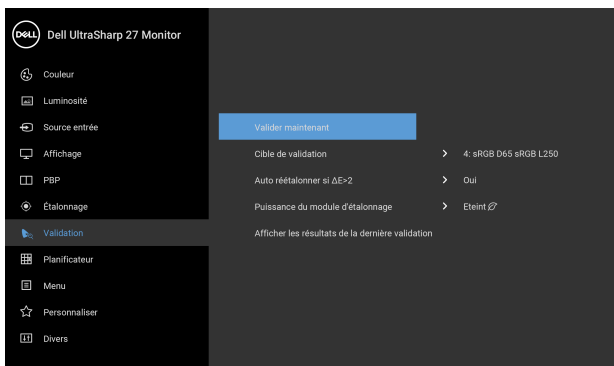 DELL Dell UltraSharp 27 Monitor
Couleur
Luminosité
Source entrée
Valider maintenant
Affichage
Cible de validation
4: sRGB D65 sRGB L250
PBP
Auto réétalonner si ΔE>2
Oui
Étalonnage
Puissance du module d'étalonnage
Eteint
Validation
Afficher les résultats de la dernière validation
Planificateur
Menu
Personnaliser
Divers